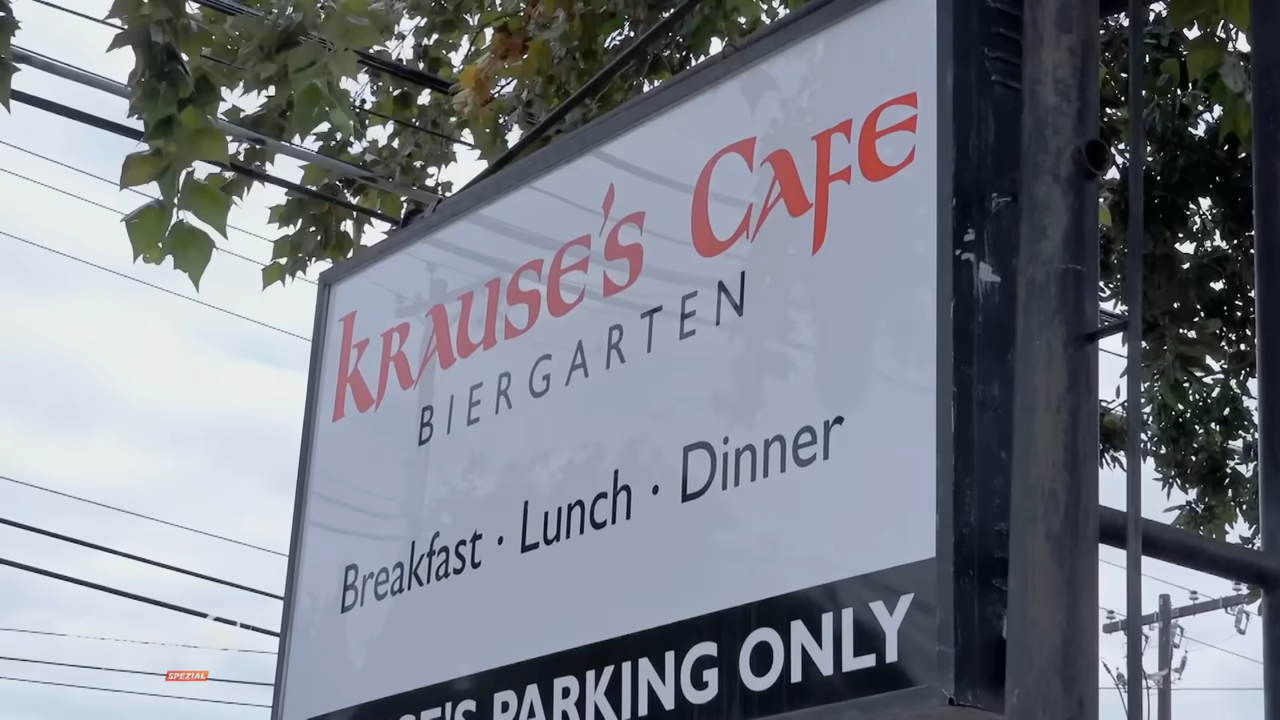 KRAUSE'S CAFE
BIERGARTEN
Breakfast · Lunch · Dinner
PARKING ONLY
SPEZIAL